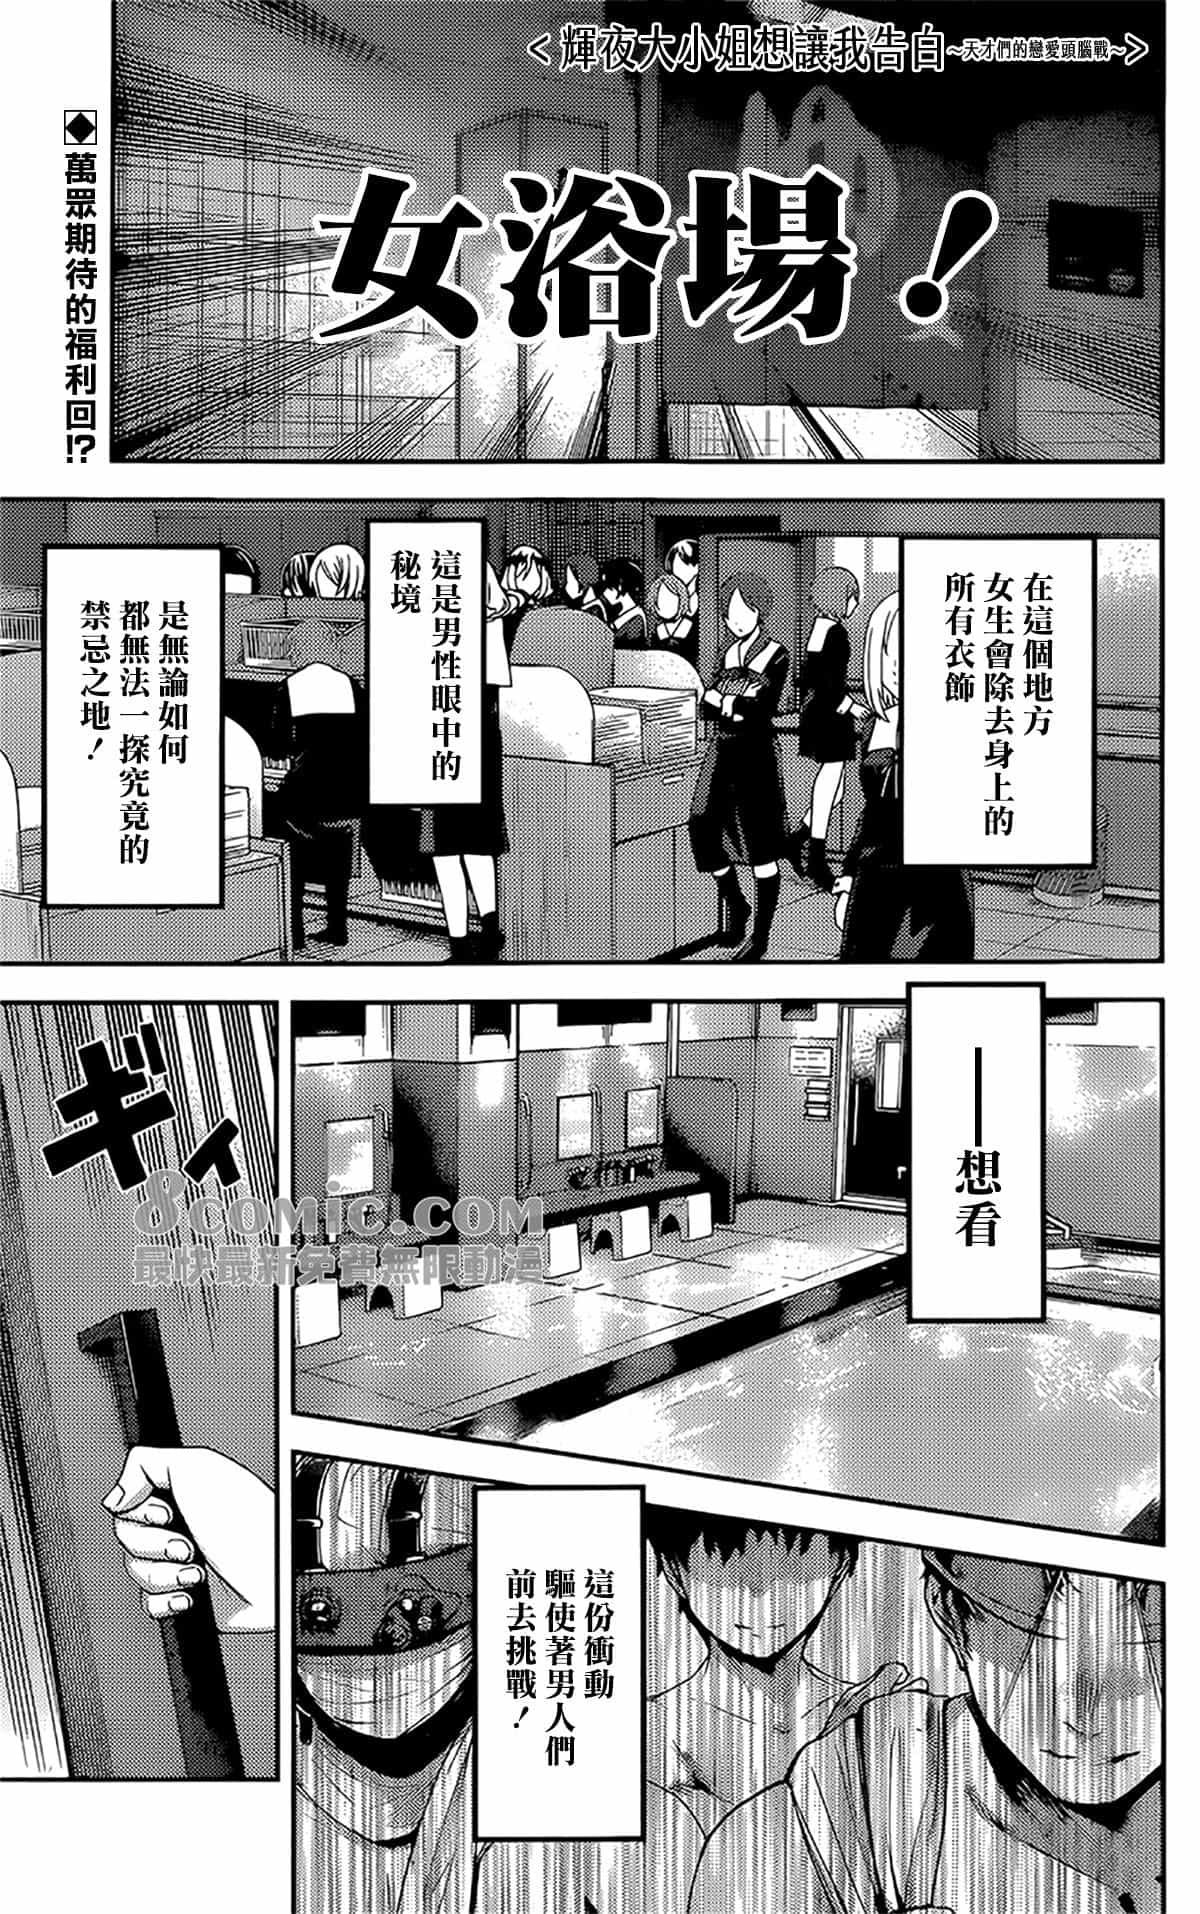 <輝夜大小姐想讓我告白~天才們的戀愛頭腦戰~>
◆萬眾期待的福利回!?
女浴場！
在這個地方
女生會除去身上的
所有衣飾
這是男性眼中的
秘境
是無論如何
都無法一探究竟的
禁忌之地！
——想看
ギィ
8comic.com
最快最新免費無限動漫
這份衝動
驅使著男人們
前去挑戰！